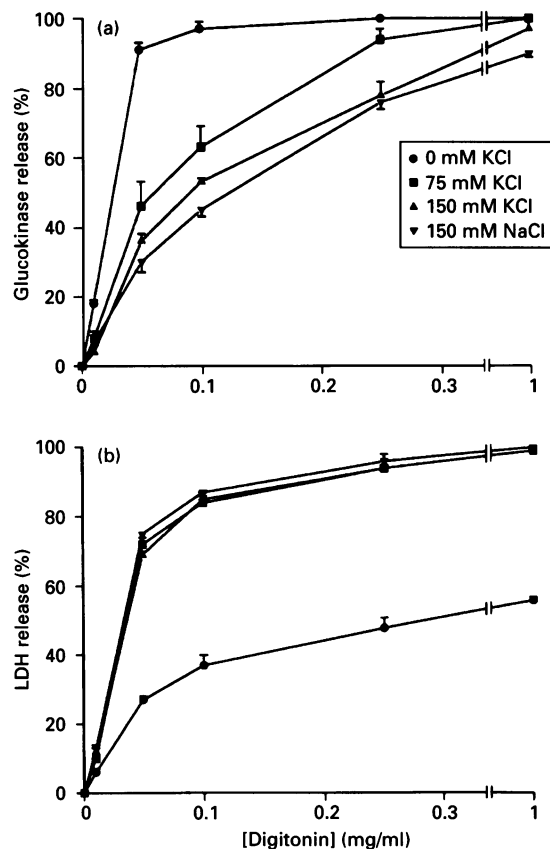 (a)
Glucokinase release (%)
100
80
60
40
20
0
0
0.1
0.2
0.3
1
0 mM KCl
75 mM KCl
150 mM KCl
150 mM NaCl
(b)
LDH release (%)
100
80
60
40
20
0
0
0.1
0.2
0.3
1
[Digitonin] (mg/ml)